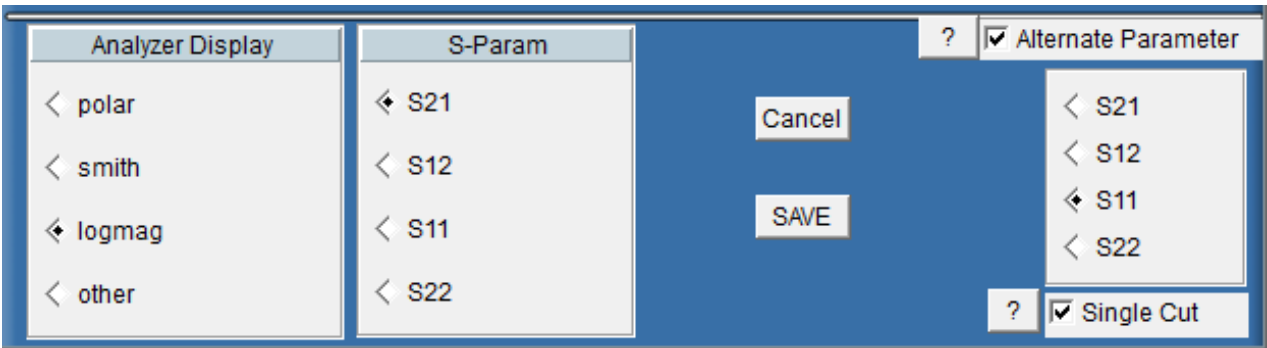 Analyzer Display
polar
smith
logmag
other
S-Param
S21
S12
S11
S22
Cancel
SAVE
? Alternate Parameter
S21
S12
S11
S22
? Single Cut